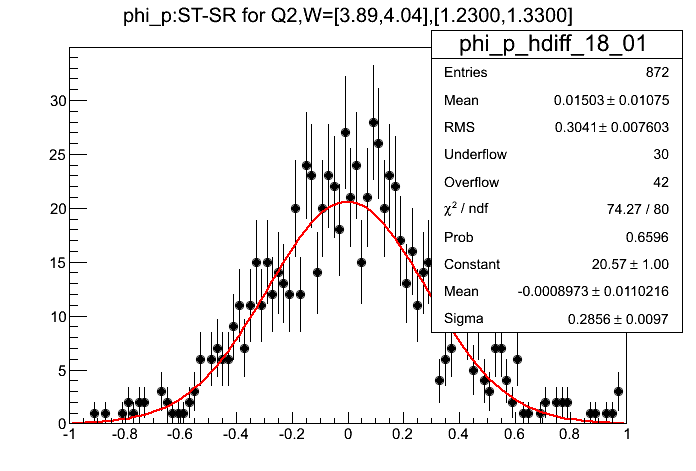 phi_p:ST-SR for Q2,W=[3.89,4.04],[1.2300,1.3300]
phi_p_hdiff_18_01
Entries 872
Mean 0.01503 ± 0.01075
RMS 0.3041 ± 0.007603
Underflow 30
Overflow 42
χ² / ndf 74.27 / 80
Prob 0.6596
Constant 20.57 ± 1.00
Mean -0.0008973 ± 0.0110216
Sigma 0.2856 ± 0.0097
30
25
20
15
10
5
0
-1 -0.8 -0.6 -0.4 -0.2 0 0.2 0.4 0.6 0.8 1